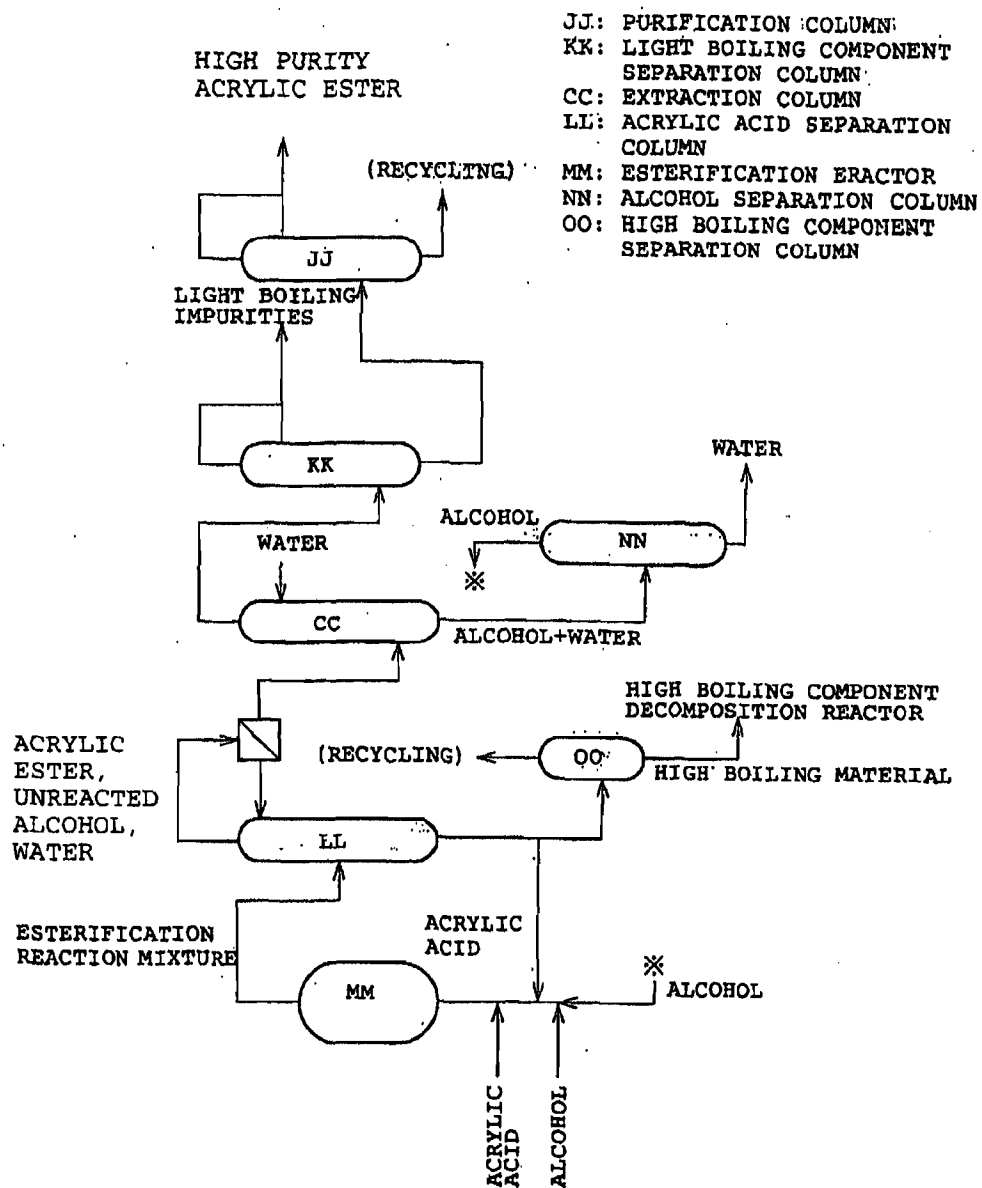 JJ: PURIFICATION COLUMN
KK: LIGHT BOILING COMPONENT
SEPARATION COLUMN
CC: EXTRACTION COLUMN
LL: ACRYLIC ACID SEPARATION
COLUMN
MM: ESTERIFICATION ERACTOR
NN: ALCOHOL SEPARATION COLUMN
OO: HIGH BOILING COMPONENT
SEPARATION COLUMN
HIGH PURITY
ACRYLIC ESTER
(RECYCLTNG)
JJ
LIGHT BOILING
IMPURITIES
KK
WATER
ALCOHOL
NN
WATER
※
CC
ALCOHOL+WATER
HIGH BOILING COMPONENT
DECOMPOSITION REACTOR
(RECYCLING)
OO
HIGH BOILING MATERIAL
ACRYLIC
ESTER,
UNREACTED
ALCOHOL,
WATER
LL
ESTERIFICATION
REACTION MIXTURE
ACRYLIC
ACID
MM
※
ALCOHOL
ACRYLIC
ACID
ALCOHOL